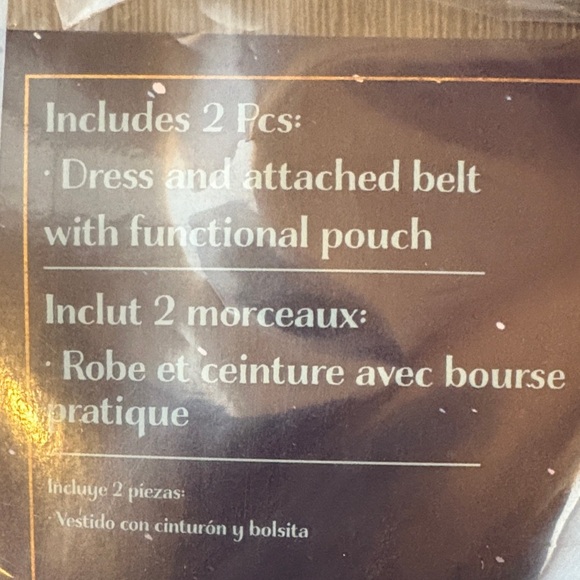 Includes 2 Pcs:
· Dress and attached belt
with functional pouch
Inclut 2 morceaux:
· Robe et ceinture avec bourse
pratique
Incluye 2 piezas:
· Vestido con cinturón y bolsita